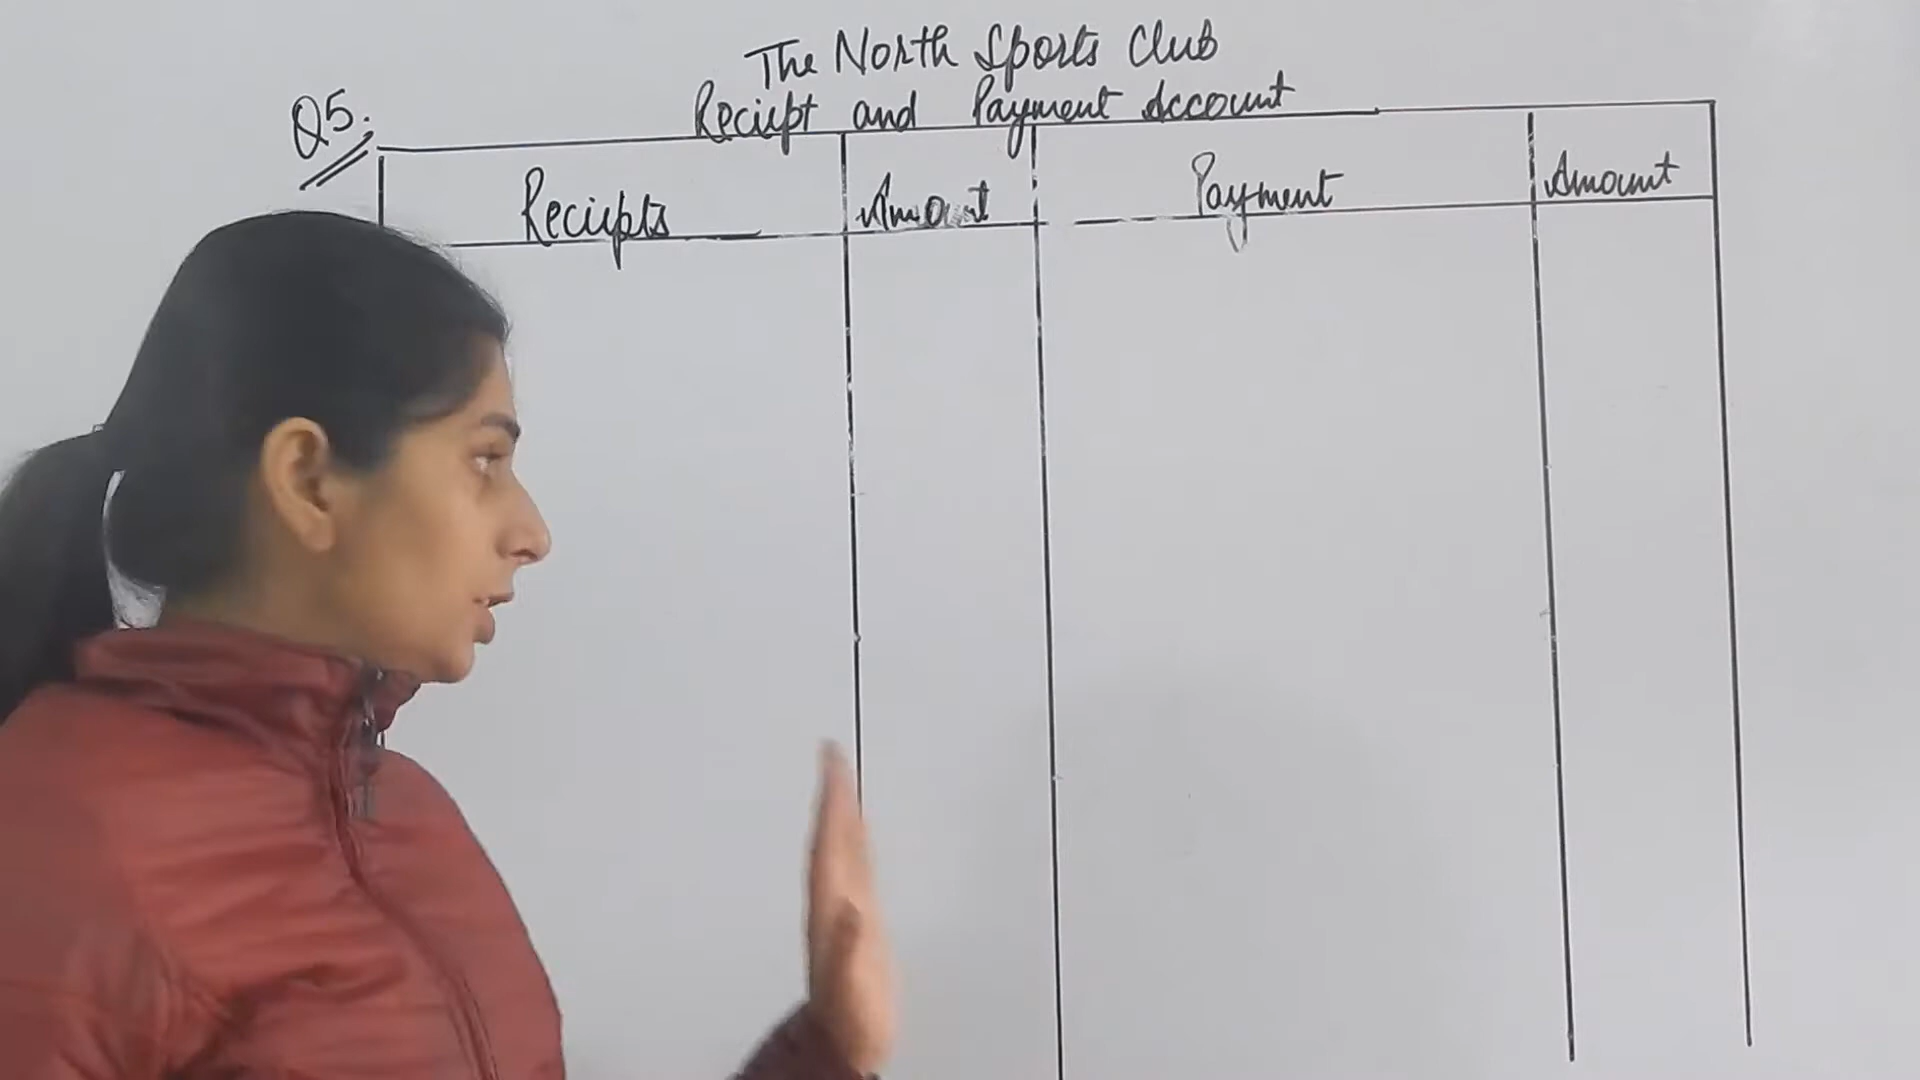 The North Sports Club
Q5.
Reciept and Payment Account
Reciepts Amount Payment Amount